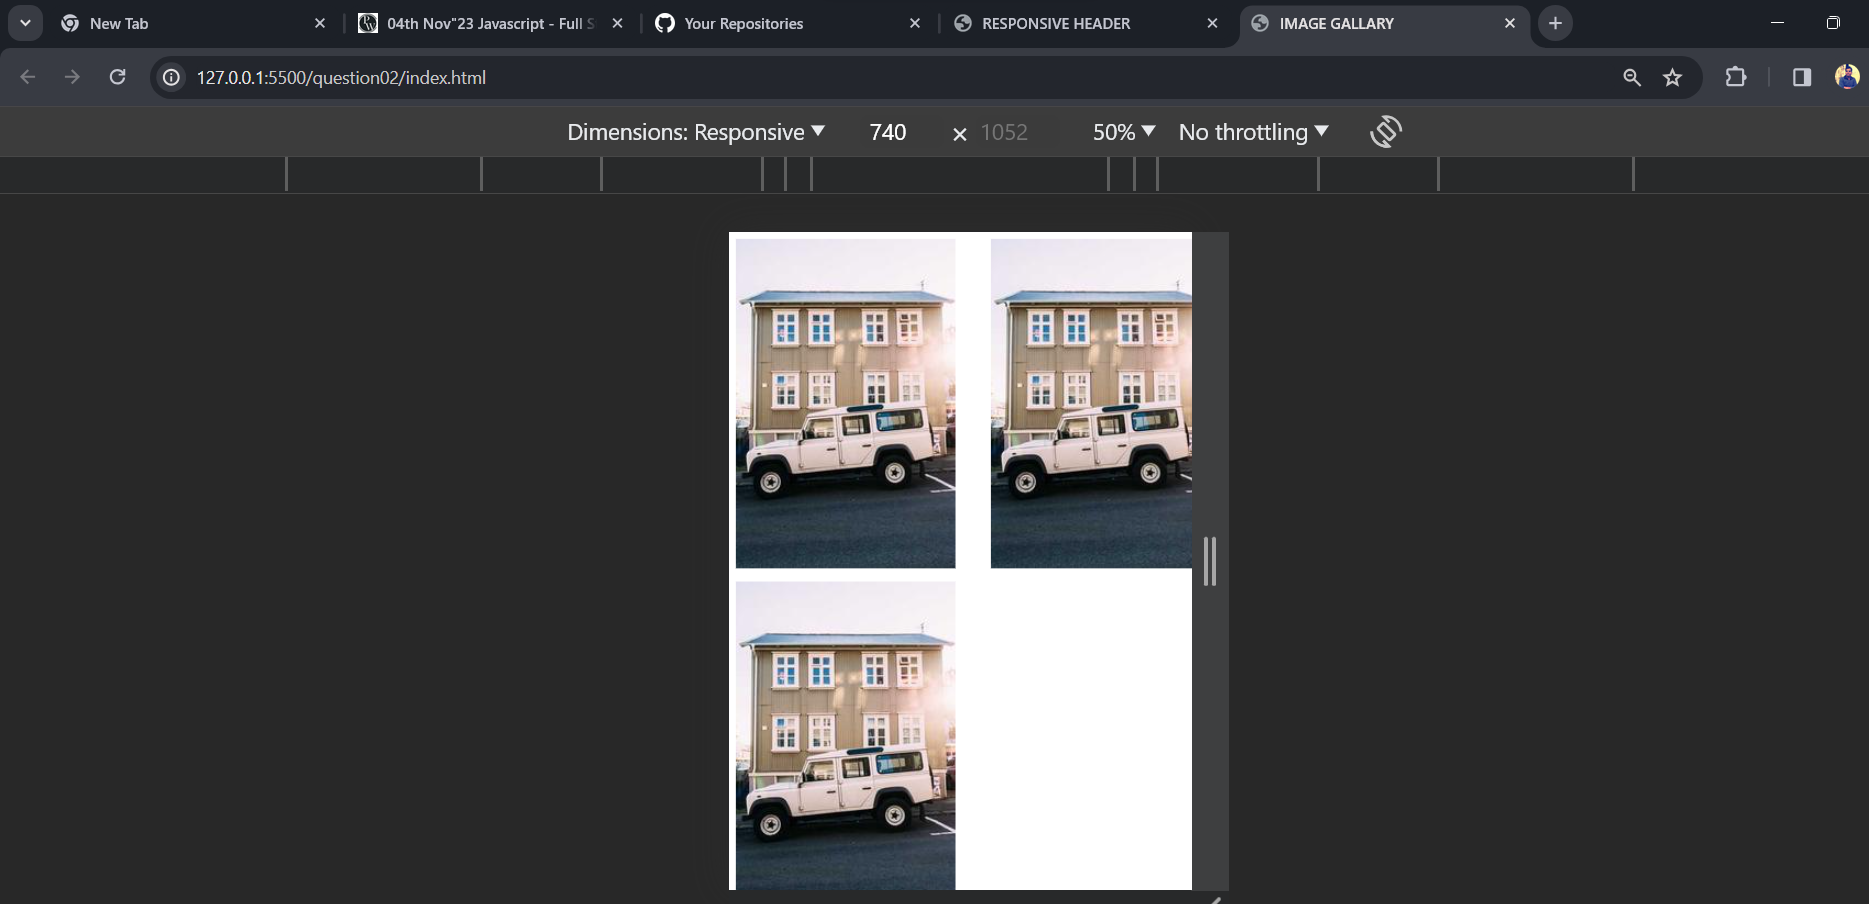 New Tab
04th Nov"23 Javascript - Full S
Your Repositories
RESPONSIVE HEADER
IMAGE GALLARY
127.0.0.1:5500/question02/index.html
Dimensions: Responsive 740 × 1052 50% No throttling